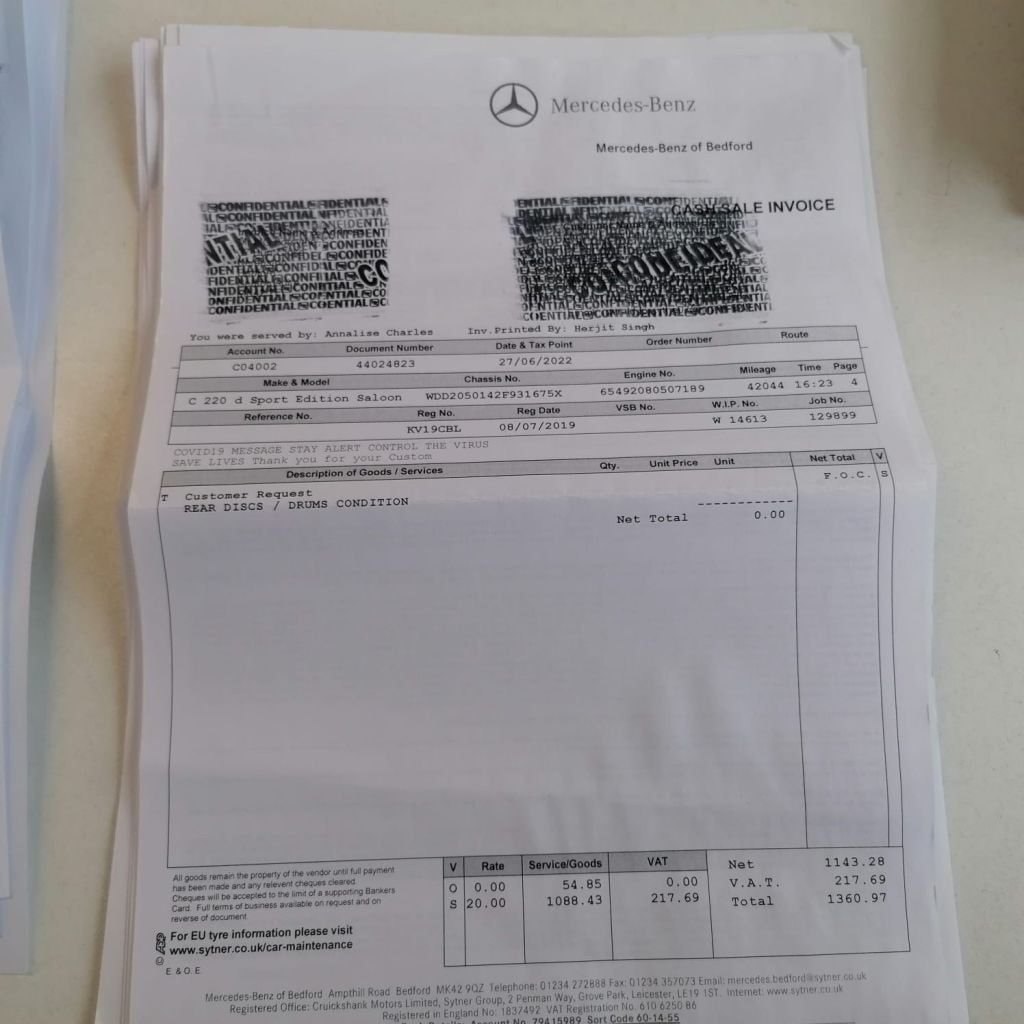 Mercedes-Benz
Mercedes-Benz of Bedford
CASH SALE INVOICE
You were served by: Annalise Charles Inv.Printed By: Herjit Singh
Account No. Document Number Date & Tax Point Order Number Route
C04002 44024823 27/06/2022
Make & Model Chassis No. Engine No. Mileage Time Page
C 220 d Sport Edition Saloon WDD2050142F931675X 65492080507189 42044 16:23 4
Reference No. Reg No. Reg Date VSB No. W.I.P. No. Job No.
KV19CBL 08/07/2019 W 14613 129899
COVID19 MESSAGE STAY ALERT CONTROL THE VIRUS
SAVE LIVES Thank you for your Custom
Description of Goods / Services Qty. Unit Price Unit Net Total V
T Customer Request F.O.C. S
REAR DISCS / DRUMS CONDITION
------------
Net Total 0.00
All goods remain the property of the vendor until full payment
has been made and any relevent cheques cleared.
Cheques will be accepted to the limit of a supporting Bankers
Card. Full terms of business available on request and on
reverse of document
For EU tyre information please visit
www.sytner.co.uk/car-maintenance
E & O.E
V Rate Service/Goods VAT
O 0.00 54.85 0.00
S 20.00 1088.43 217.69
Net 1143.28
V.A.T. 217.69
Total 1360.97
Mercedes-Benz of Bedford Ampthill Road Bedford MK42 9QZ Telephone: 01234 272888 Fax: 01234 357073 Email: mercedes.bedford@sytner.co.uk
Registered Office: Cruickshank Motors Limited, Sytner Group, 2 Penman Way, Grove Park, Leicester, LE19 1ST. Internet: www.sytner.co.uk
Registered in England No: 1837492 VAT Registration No. 610 6250 86
Account No. 79415989 Sort Code 60-14-55